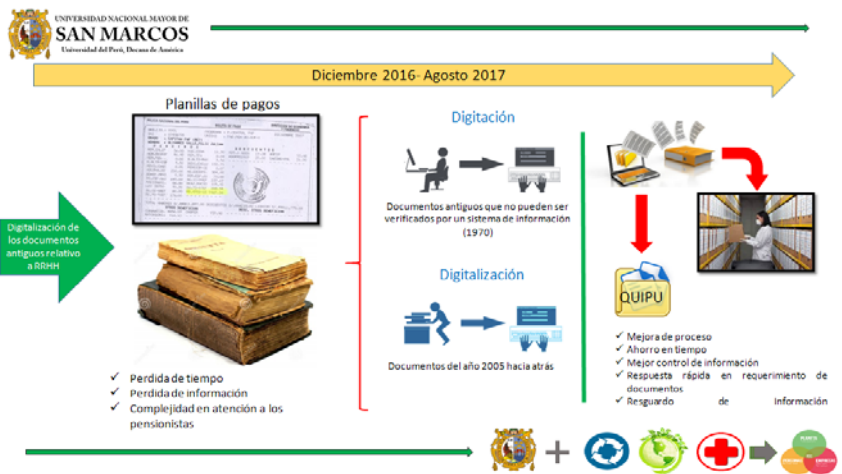 UNIVERSIDAD NACIONAL MAYOR DE
SAN MARCOS
Universidad del Perú, Decana de América
Diciembre 2016- Agosto 2017
Digitalización de
los documentos
antiguos relativo
a RRHH
Planillas de pagos
Perdida de tiempo
Perdida de información
Complejidad en atención a los
pensionistas
Digitación
Documentos antiguos que no pueden ser
verificados por un sistema de información
(1970)
Digitalización
Documentos del año 2005 hacia atrás
QUIPU
Mejora de proceso
Ahorro en tiempo
Mejor control de información
Respuesta rápida en requerimiento de
documentos
Resguardo de Información